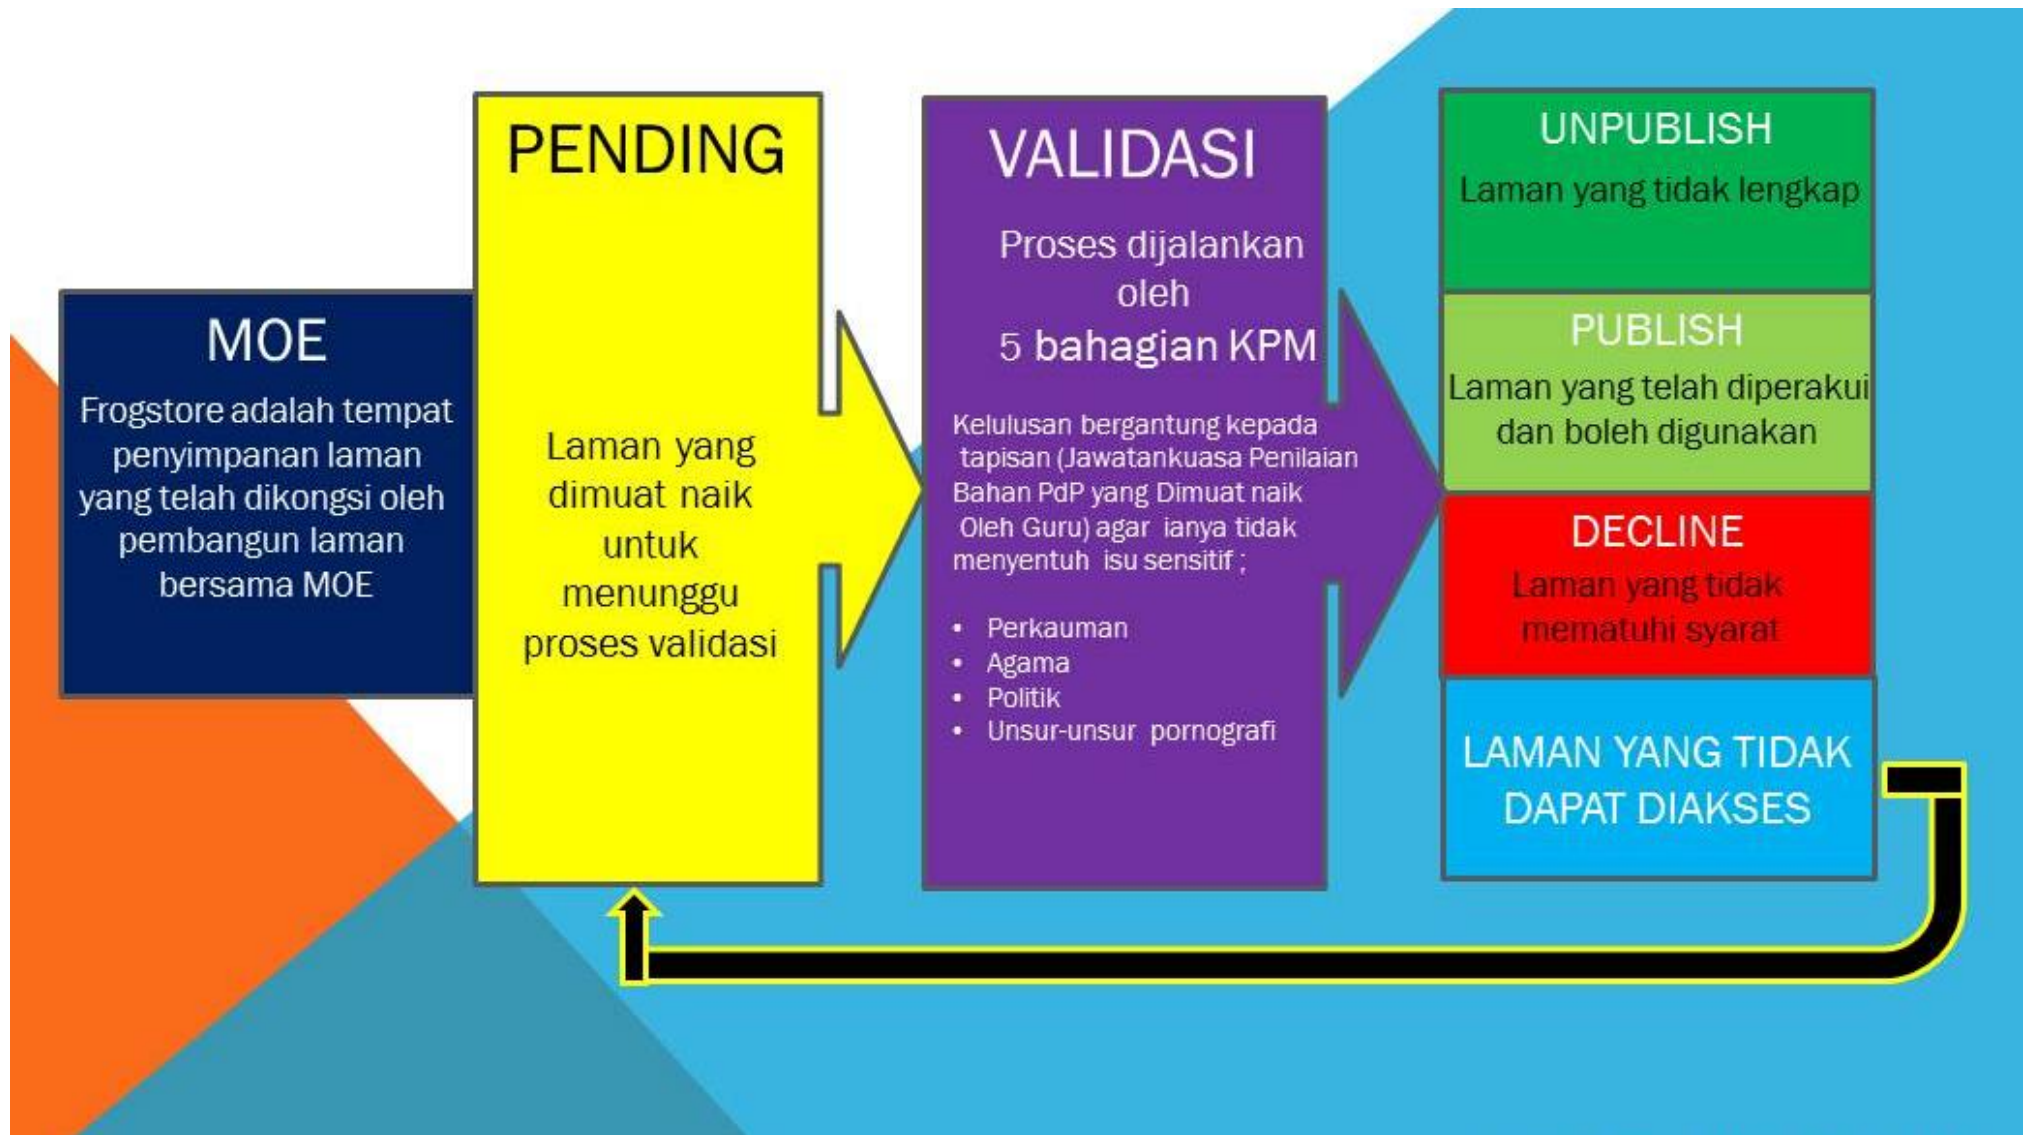 MOE
Frogstore adalah tempat
penyimpanan laman
yang telah dikongsi oleh
pembangun laman
bersama MOE
PENDING
Laman yang
dimuat naik
untuk
menunggu
proses validasi
VALIDASI
Proses dijalankan
oleh
5 bahagian KPM
Kelulusan bergantung kepada
tapisan (Jawatankuasa Penilaian
Bahan PdP yang Dimuat naik
Oleh Guru) agar ianya tidak
menyentuh isu sensitif ;
• Perkauman
• Agama
• Politik
• Unsur-unsur pornografi
UNPUBLISH
Laman yang tidak lengkap
PUBLISH
Laman yang telah diperakui
dan boleh digunakan
DECLINE
Laman yang tidak
mematuhi syarat
LAMAN YANG TIDAK
DAPAT DIAKSES